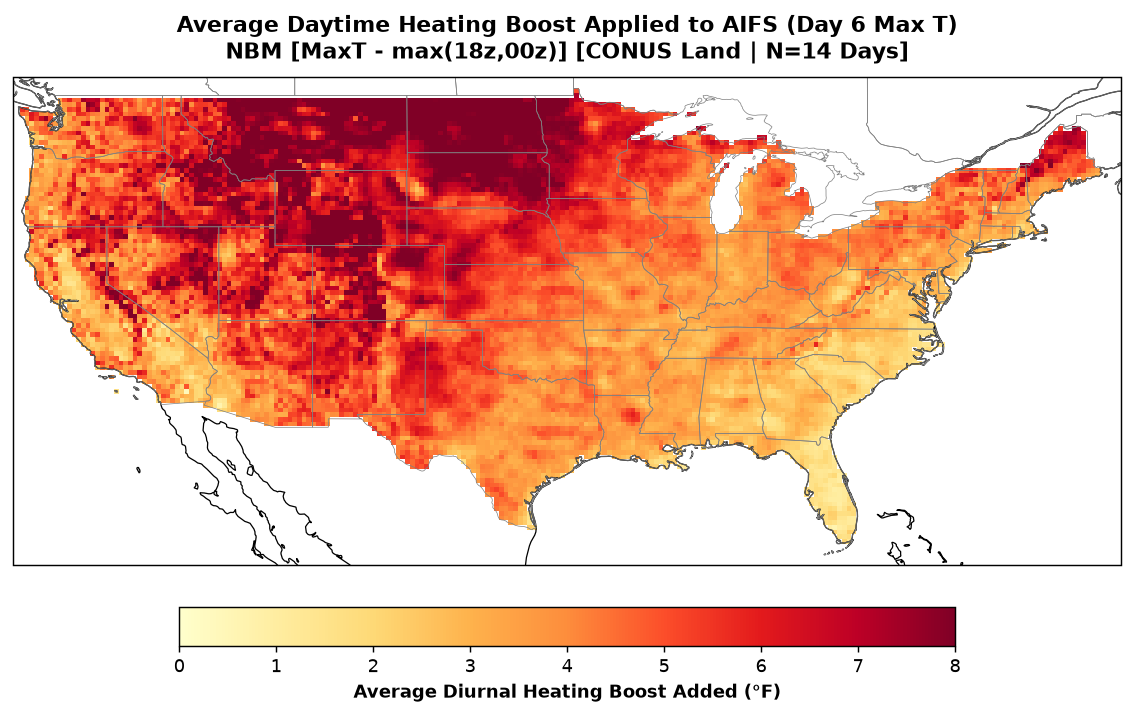 Average Daytime Heating Boost Applied to AIFS (Day 6 Max T)
NBM [MaxT - max(18z,00z)] [CONUS Land | N=14 Days]
0 1 2 3 4 5 6 7 8
Average Diurnal Heating Boost Added (°F)